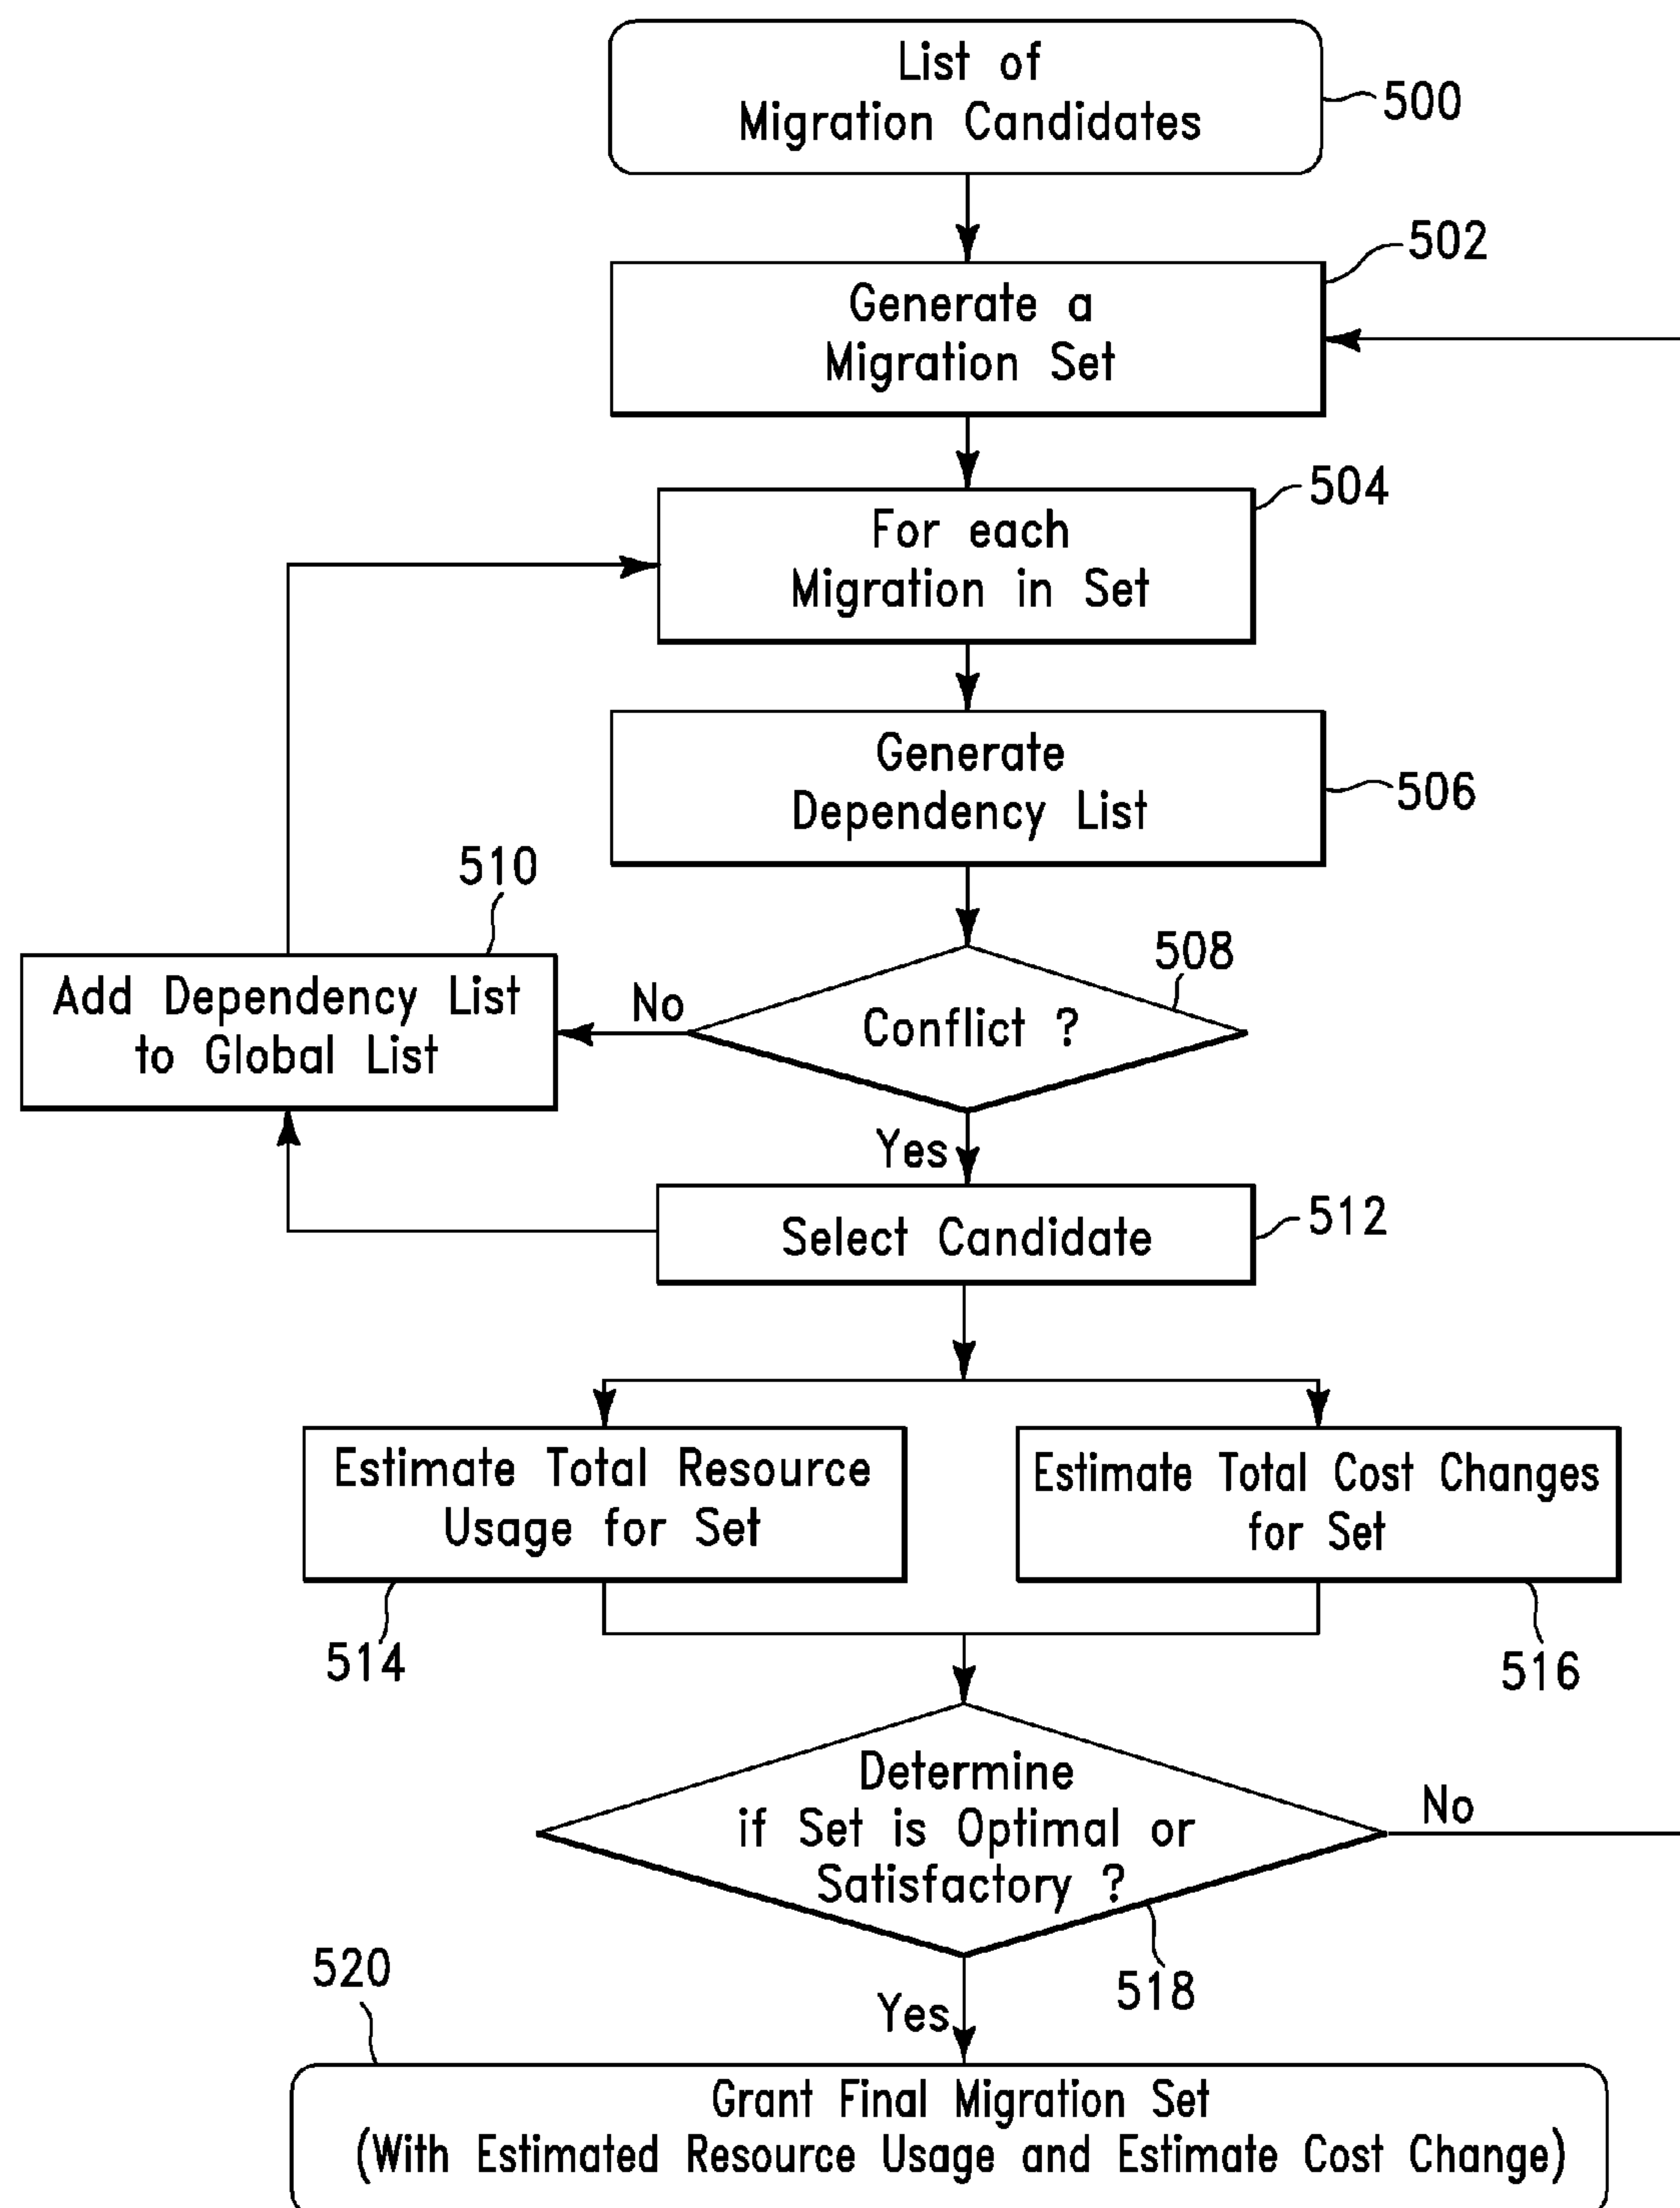 List of
Migration Candidates
500
502
Generate a
Migration Set
504
For each
Migration in Set
Generate
Dependency List
506
510
Add Dependency List
to Global List
No
508
Conflict ?
Yes
512
Select Candidate
Estimate Total Resource
Usage for Set
Estimate Total Cost Changes
for Set
514
516
Determine
if Set is Optimal or
Satisfactory ?
No
518
520
Yes
Grant Final Migration Set
(With Estimated Resource Usage and Estimate Cost Change)